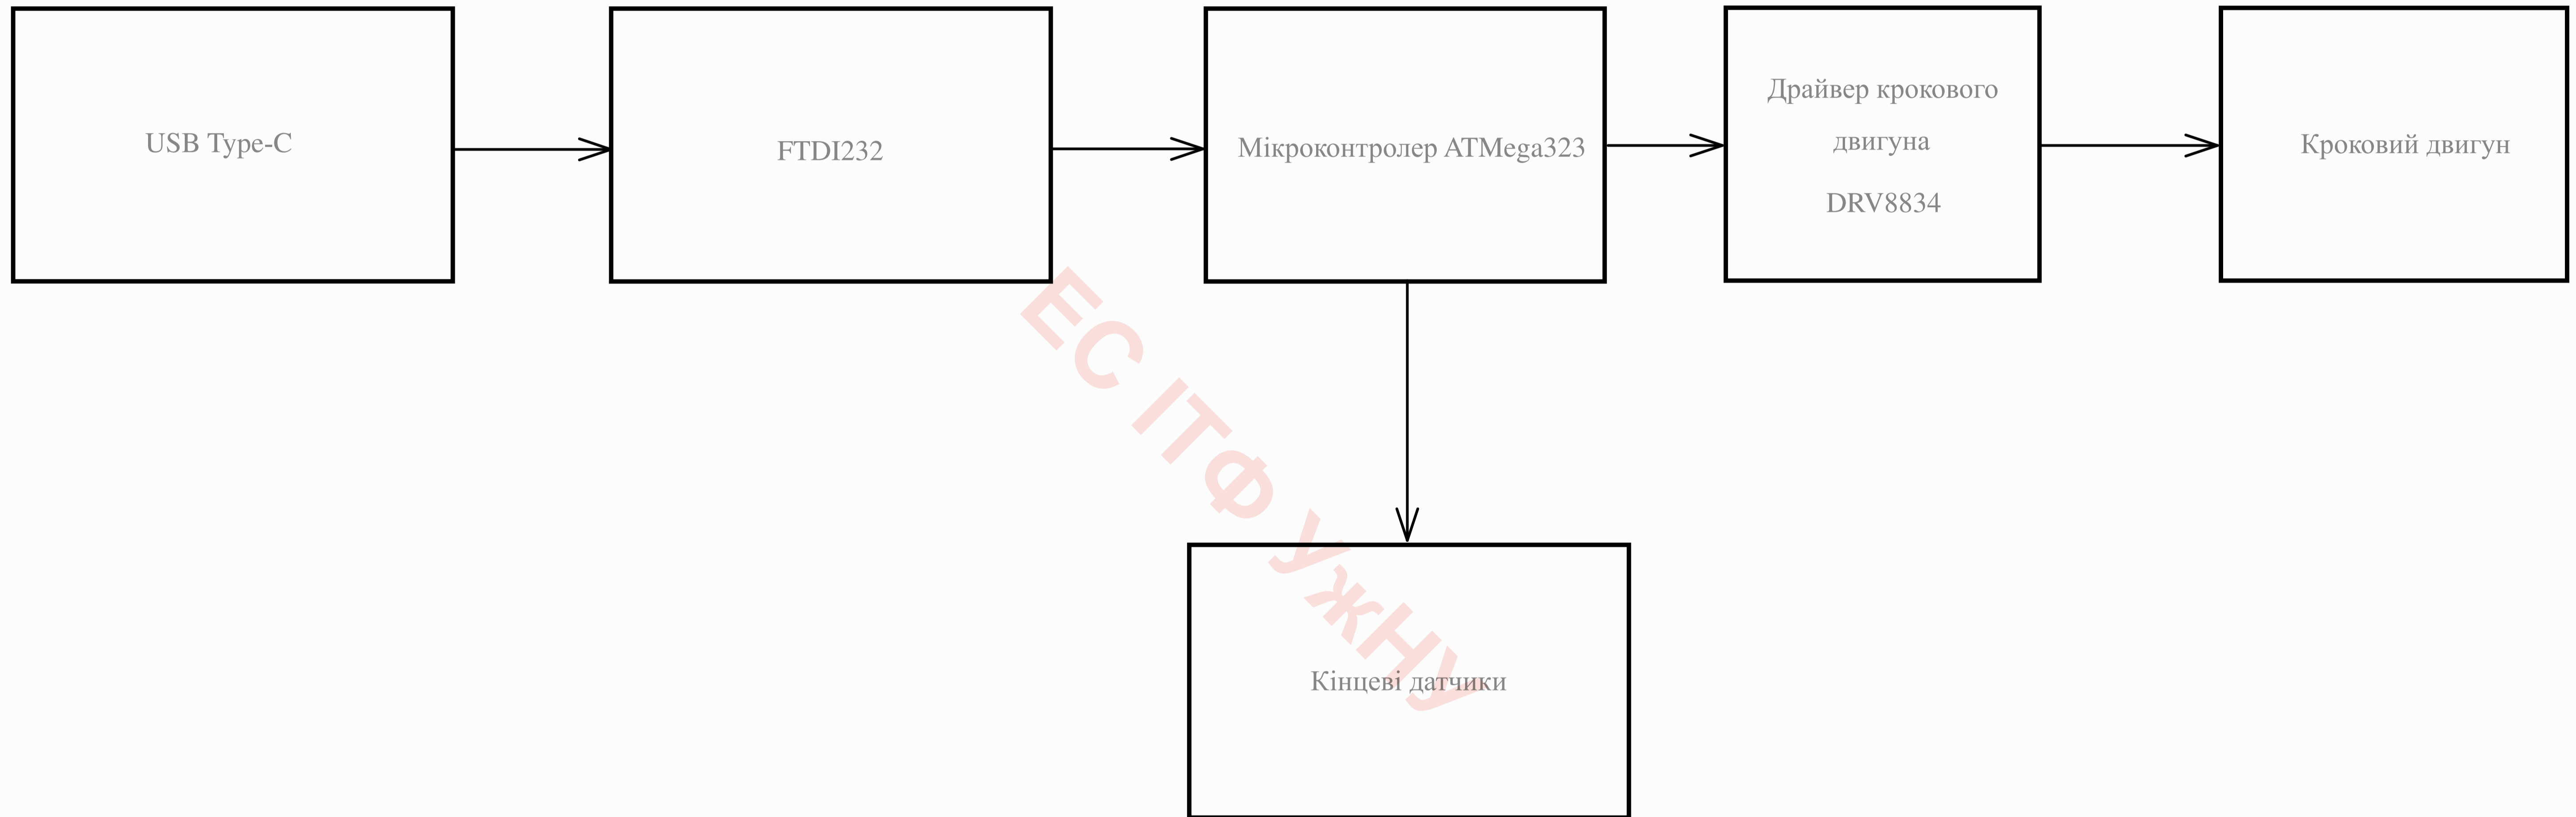 USB Type-C
FTDI232
Мікроконтролер ATMega323
Драйвер крокового
двигуна
DRV8834
Кроковий двигун
ЕС ІТФ УжНУ
Кінцеві датчики